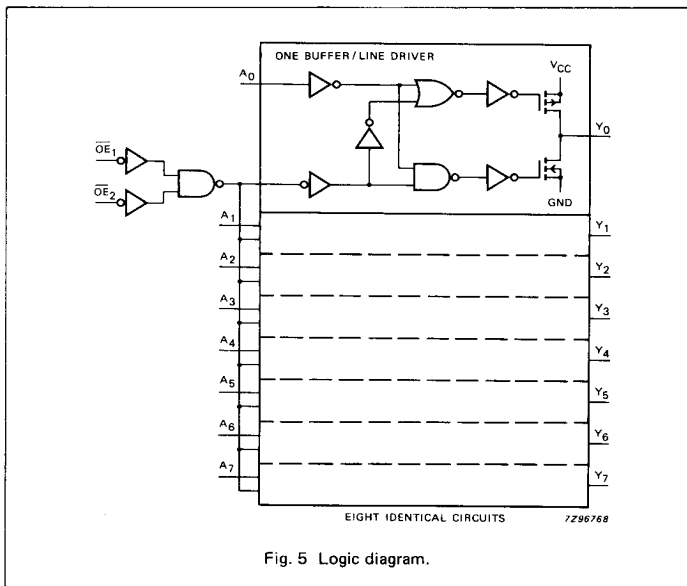 ONE BUFFER/LINE DRIVER
A0
VCC
Y0
OE1
OE2
GND
A1
Y1
A2
Y2
A3
Y3
A4
Y4
A5
Y5
A6
Y6
A7
Y7
EIGHT IDENTICAL CIRCUITS
7Z96768
Fig. 5 Logic diagram.